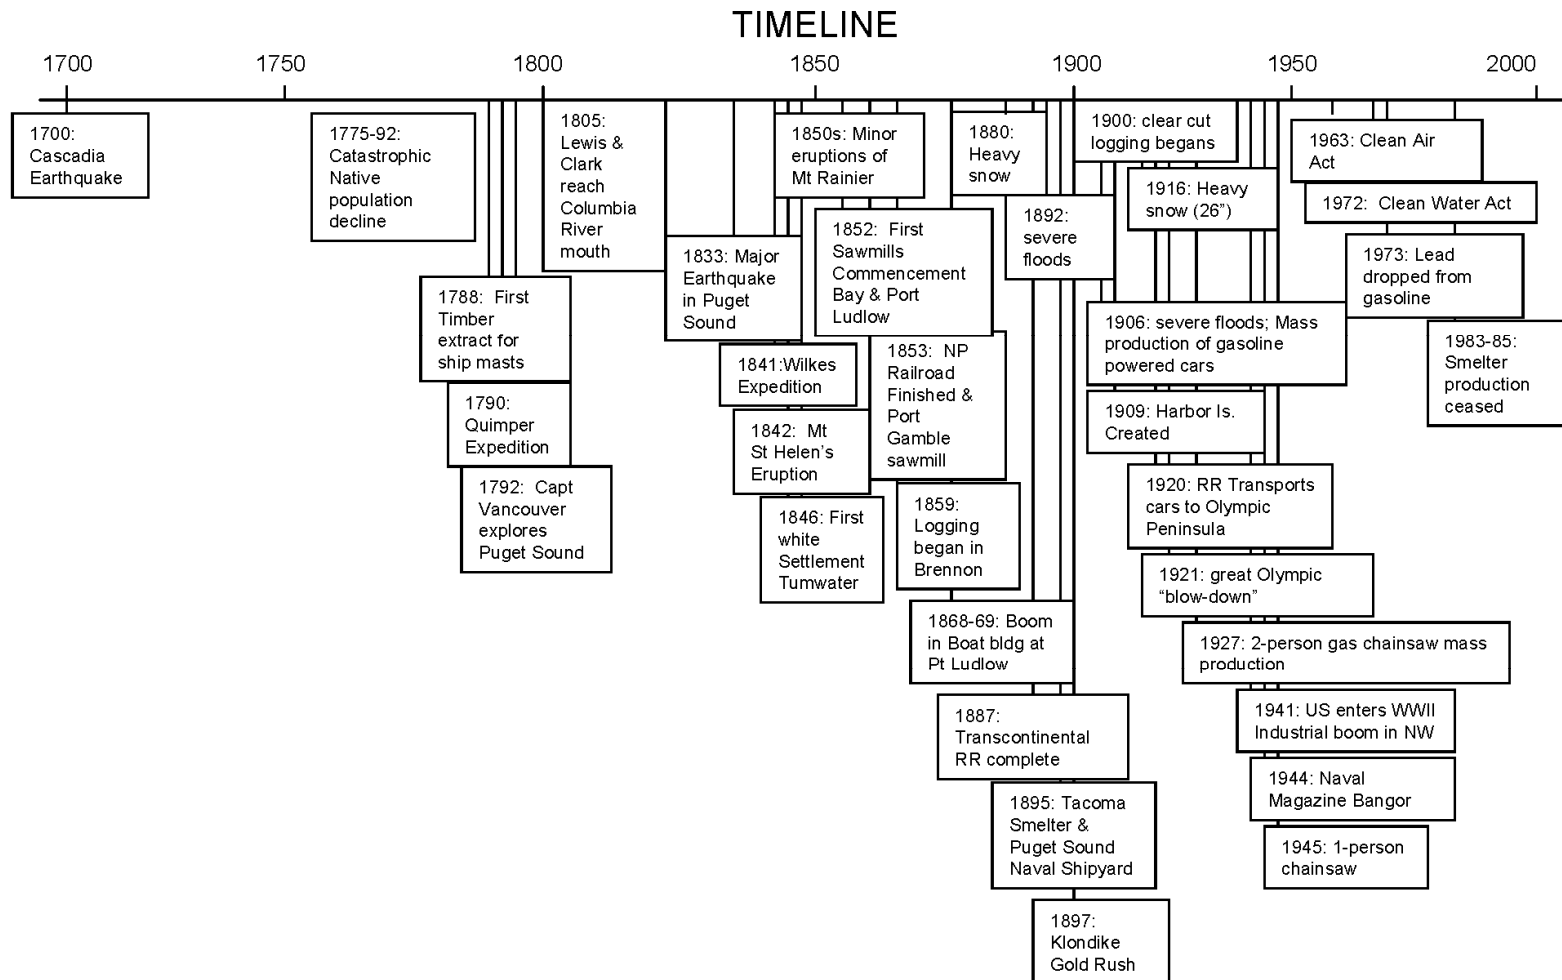 TIMELINE
1700
1750
1800
1850
1900
1950
2000
1700:
Cascadia
Earthquake
1775-92:
Catastrophic
Native
population
decline
1788:  First
Timber
extract for
ship masts
1790:
Quimper
Expedition
1792:  Capt
Vancouver
explores
Puget Sound
1805:
Lewis &
Clark
reach
Columbia
River
mouth
1833: Major
Earthquake
in Puget
Sound
1841:Wilkes
Expedition
1842:  Mt
St Helen's
Eruption
1846: First
white
Settlement
Tumwater
1850s: Minor
eruptions of
Mt Rainier
1852:  First
Sawmills
Commencement
Bay & Port
Ludlow
1853:  NP
Railroad
Finished &
Port
Gamble
sawmill
1859:
Logging
began in
Brennon
1868-69: Boom
in Boat bldg at
Pt Ludlow
1880:
Heavy
snow
1892:
severe
floods
1887:
Transcontinental
RR complete
1895: Tacoma
Smelter &
Puget Sound
Naval Shipyard
1897:
Klondike
Gold Rush
1900: clear cut
logging begans
1916: Heavy
snow (26”)
1906: severe floods; Mass
production of gasoline
powered cars
1909: Harbor Is.
Created
1920: RR Transports
cars to Olympic
Peninsula
1921: great Olympic
“blow-down”
1927: 2-person gas chainsaw mass
production
1941: US enters WWII
Industrial boom in NW
1944: Naval
Magazine Bangor
1945: 1-person
chainsaw
1963: Clean Air
Act
1972:  Clean Water Act
1973: Lead
dropped from
gasoline
1983-85:
Smelter
production
ceased